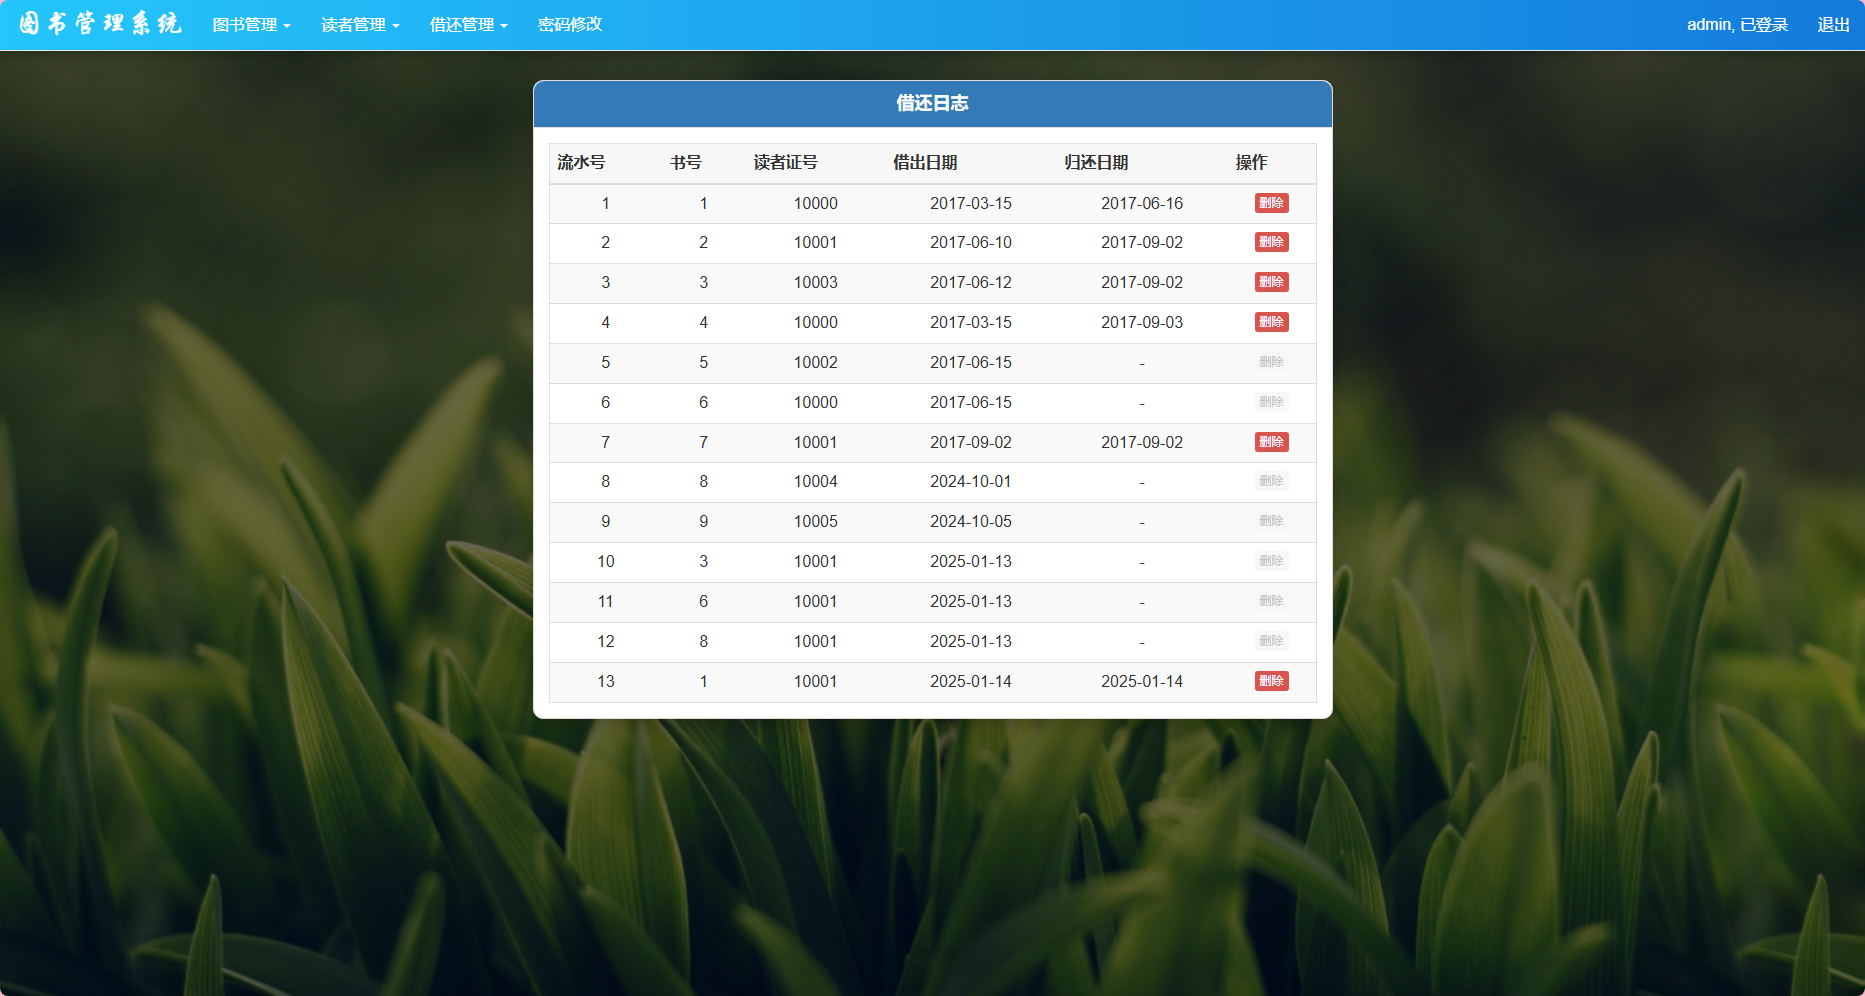 图书管理系统 图书管理 读者管理 借还管理 密码修改 admin, 已登录 退出
借还日志
流水号 书号 读者证号 借出日期 归还日期 操作
1 1 10000 2017-03-15 2017-06-16 删除
2 2 10001 2017-06-10 2017-09-02 删除
3 3 10003 2017-06-12 2017-09-02 删除
4 4 10000 2017-03-15 2017-09-03 删除
5 5 10002 2017-06-15 - 删除
6 6 10000 2017-06-15 - 删除
7 7 10001 2017-09-02 2017-09-02 删除
8 8 10004 2024-10-01 - 删除
9 9 10005 2024-10-05 - 删除
10 3 10001 2025-01-13 - 删除
11 6 10001 2025-01-13 - 删除
12 8 10001 2025-01-13 - 删除
13 1 10001 2025-01-14 2025-01-14 删除